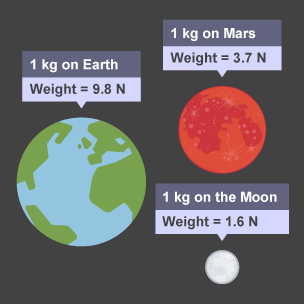 1 kg on Earth
Weight = 9.8 N
1 kg on Mars
Weight = 3.7 N
1 kg on the Moon
Weight = 1.6 N